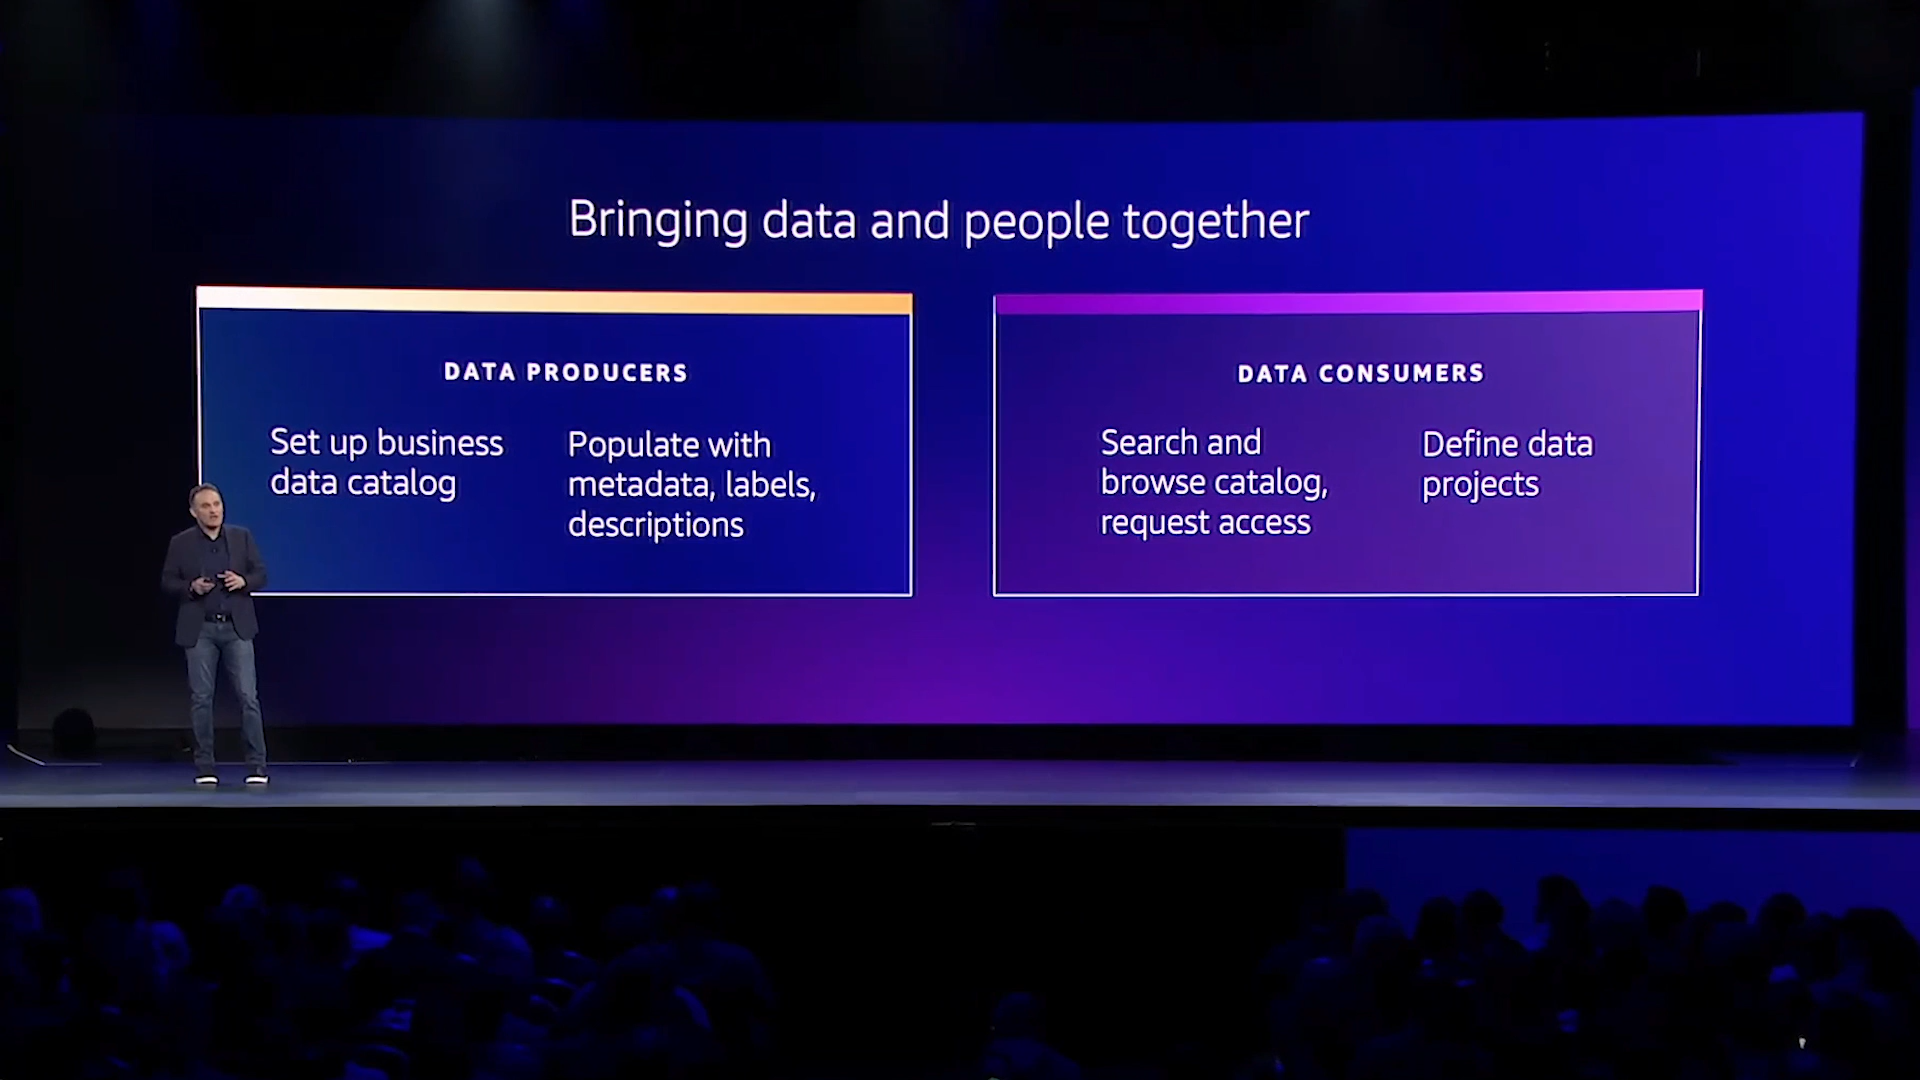 Bringing data and people together
DATA PRODUCERS
Set up business
data catalog
Populate with
metadata, labels,
descriptions
DATA CONSUMERS
Search and
browse catalog,
request access
Define data
projects